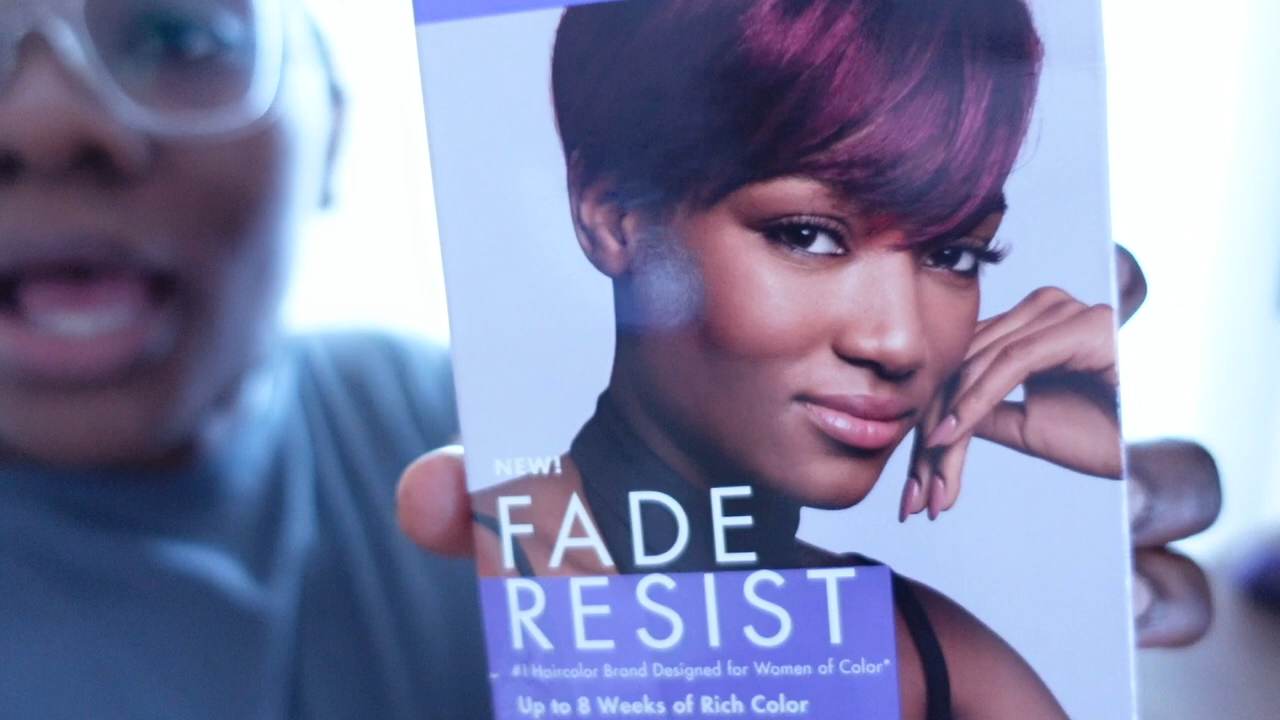 NEW!
FADE
RESIST
#1 Haircolor Brand Designed for Women of Color*
Up to 8 Weeks of Rich Color